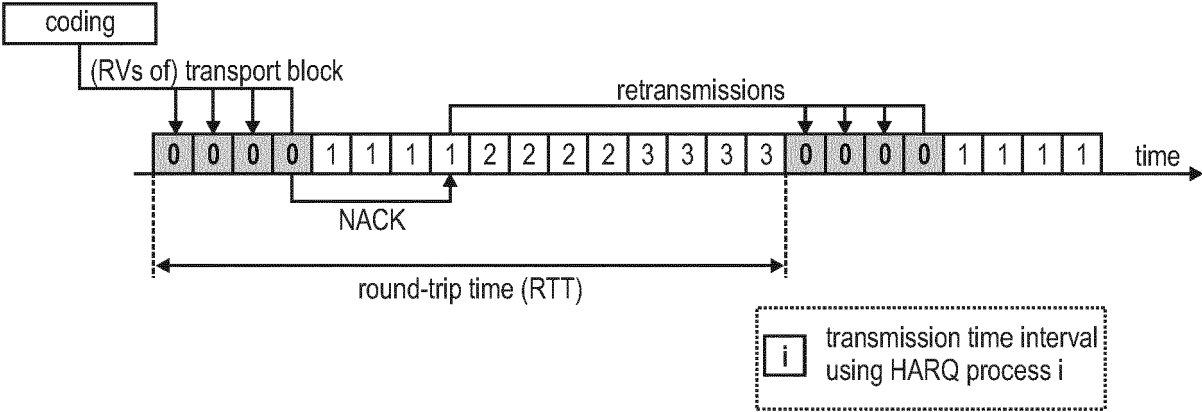 coding
(RVs of) transport block
retransmissions
0 0 0 0 1 1 1 1 2 2 2 2 3 3 3 3 0 0 0 0 1 1 1 1 time
NACK
round-trip time (RTT)
i transmission time interval
using HARQ process i